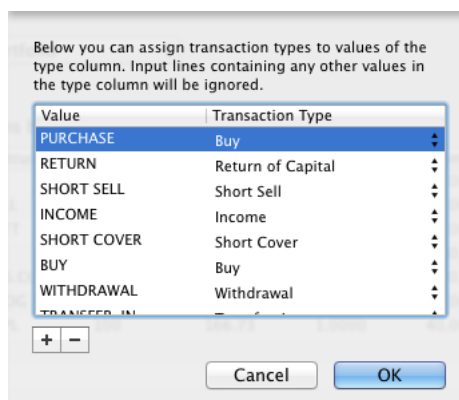 Below you can assign transaction types to values of the
type column. Input lines containing any other values in
the type column will be ignored.
Value Transaction Type
PURCHASE Buy
RETURN Return of Capital
SHORT SELL Short Sell
INCOME Income
SHORT COVER Short Cover
BUY Buy
WITHDRAWAL Withdrawal
+ −
Cancel OK